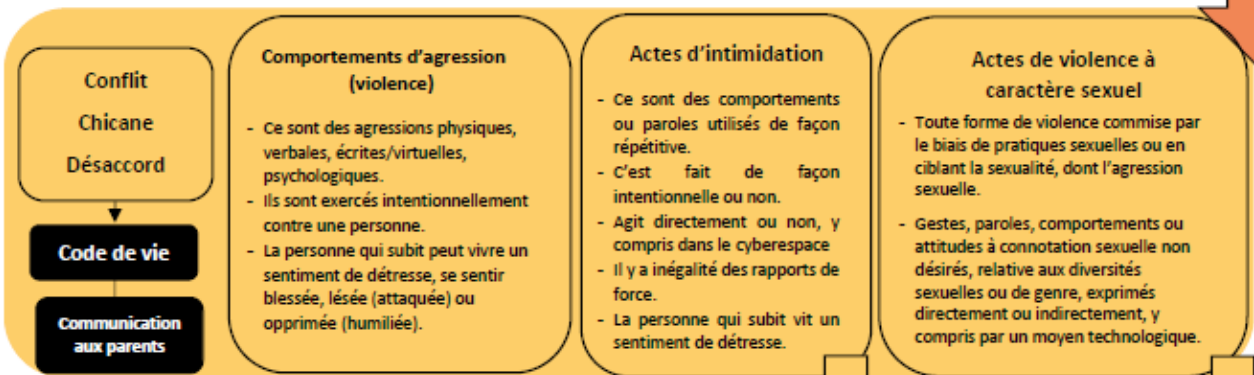 Conflit
Chicane
Désaccord
Code de vie
Communication
aux parents
Comportements d'agression
(violence)
- Ce sont des agressions physiques,
verbales, écrites/virtuelles,
psychologiques.
- Ils sont exercés intentionnellement
contre une personne.
- La personne qui subit peut vivre un
sentiment de détresse, se sentir
blessée, lésée (attaquée) ou
opprimée (humiliée).
Actes d'intimidation
- Ce sont des comportements
ou paroles utilisés de façon
répétitive.
- C'est fait de façon
intentionnelle ou non.
- Agit directement ou non, y
compris dans le cyberespace
- Il y a inégalité des rapports de
force.
- La personne qui subit vit un
sentiment de détresse.
Actes de violence à
caractère sexuel
- Toute forme de violence commise par
le biais de pratiques sexuelles ou en
ciblant la sexualité, dont l'agression
sexuelle.
- Gestes, paroles, comportements ou
attitudes à connotation sexuelle non
désirés, relative aux diversités
sexuelles ou de genre, exprimés
directement ou indirectement, y
compris par un moyen technologique.